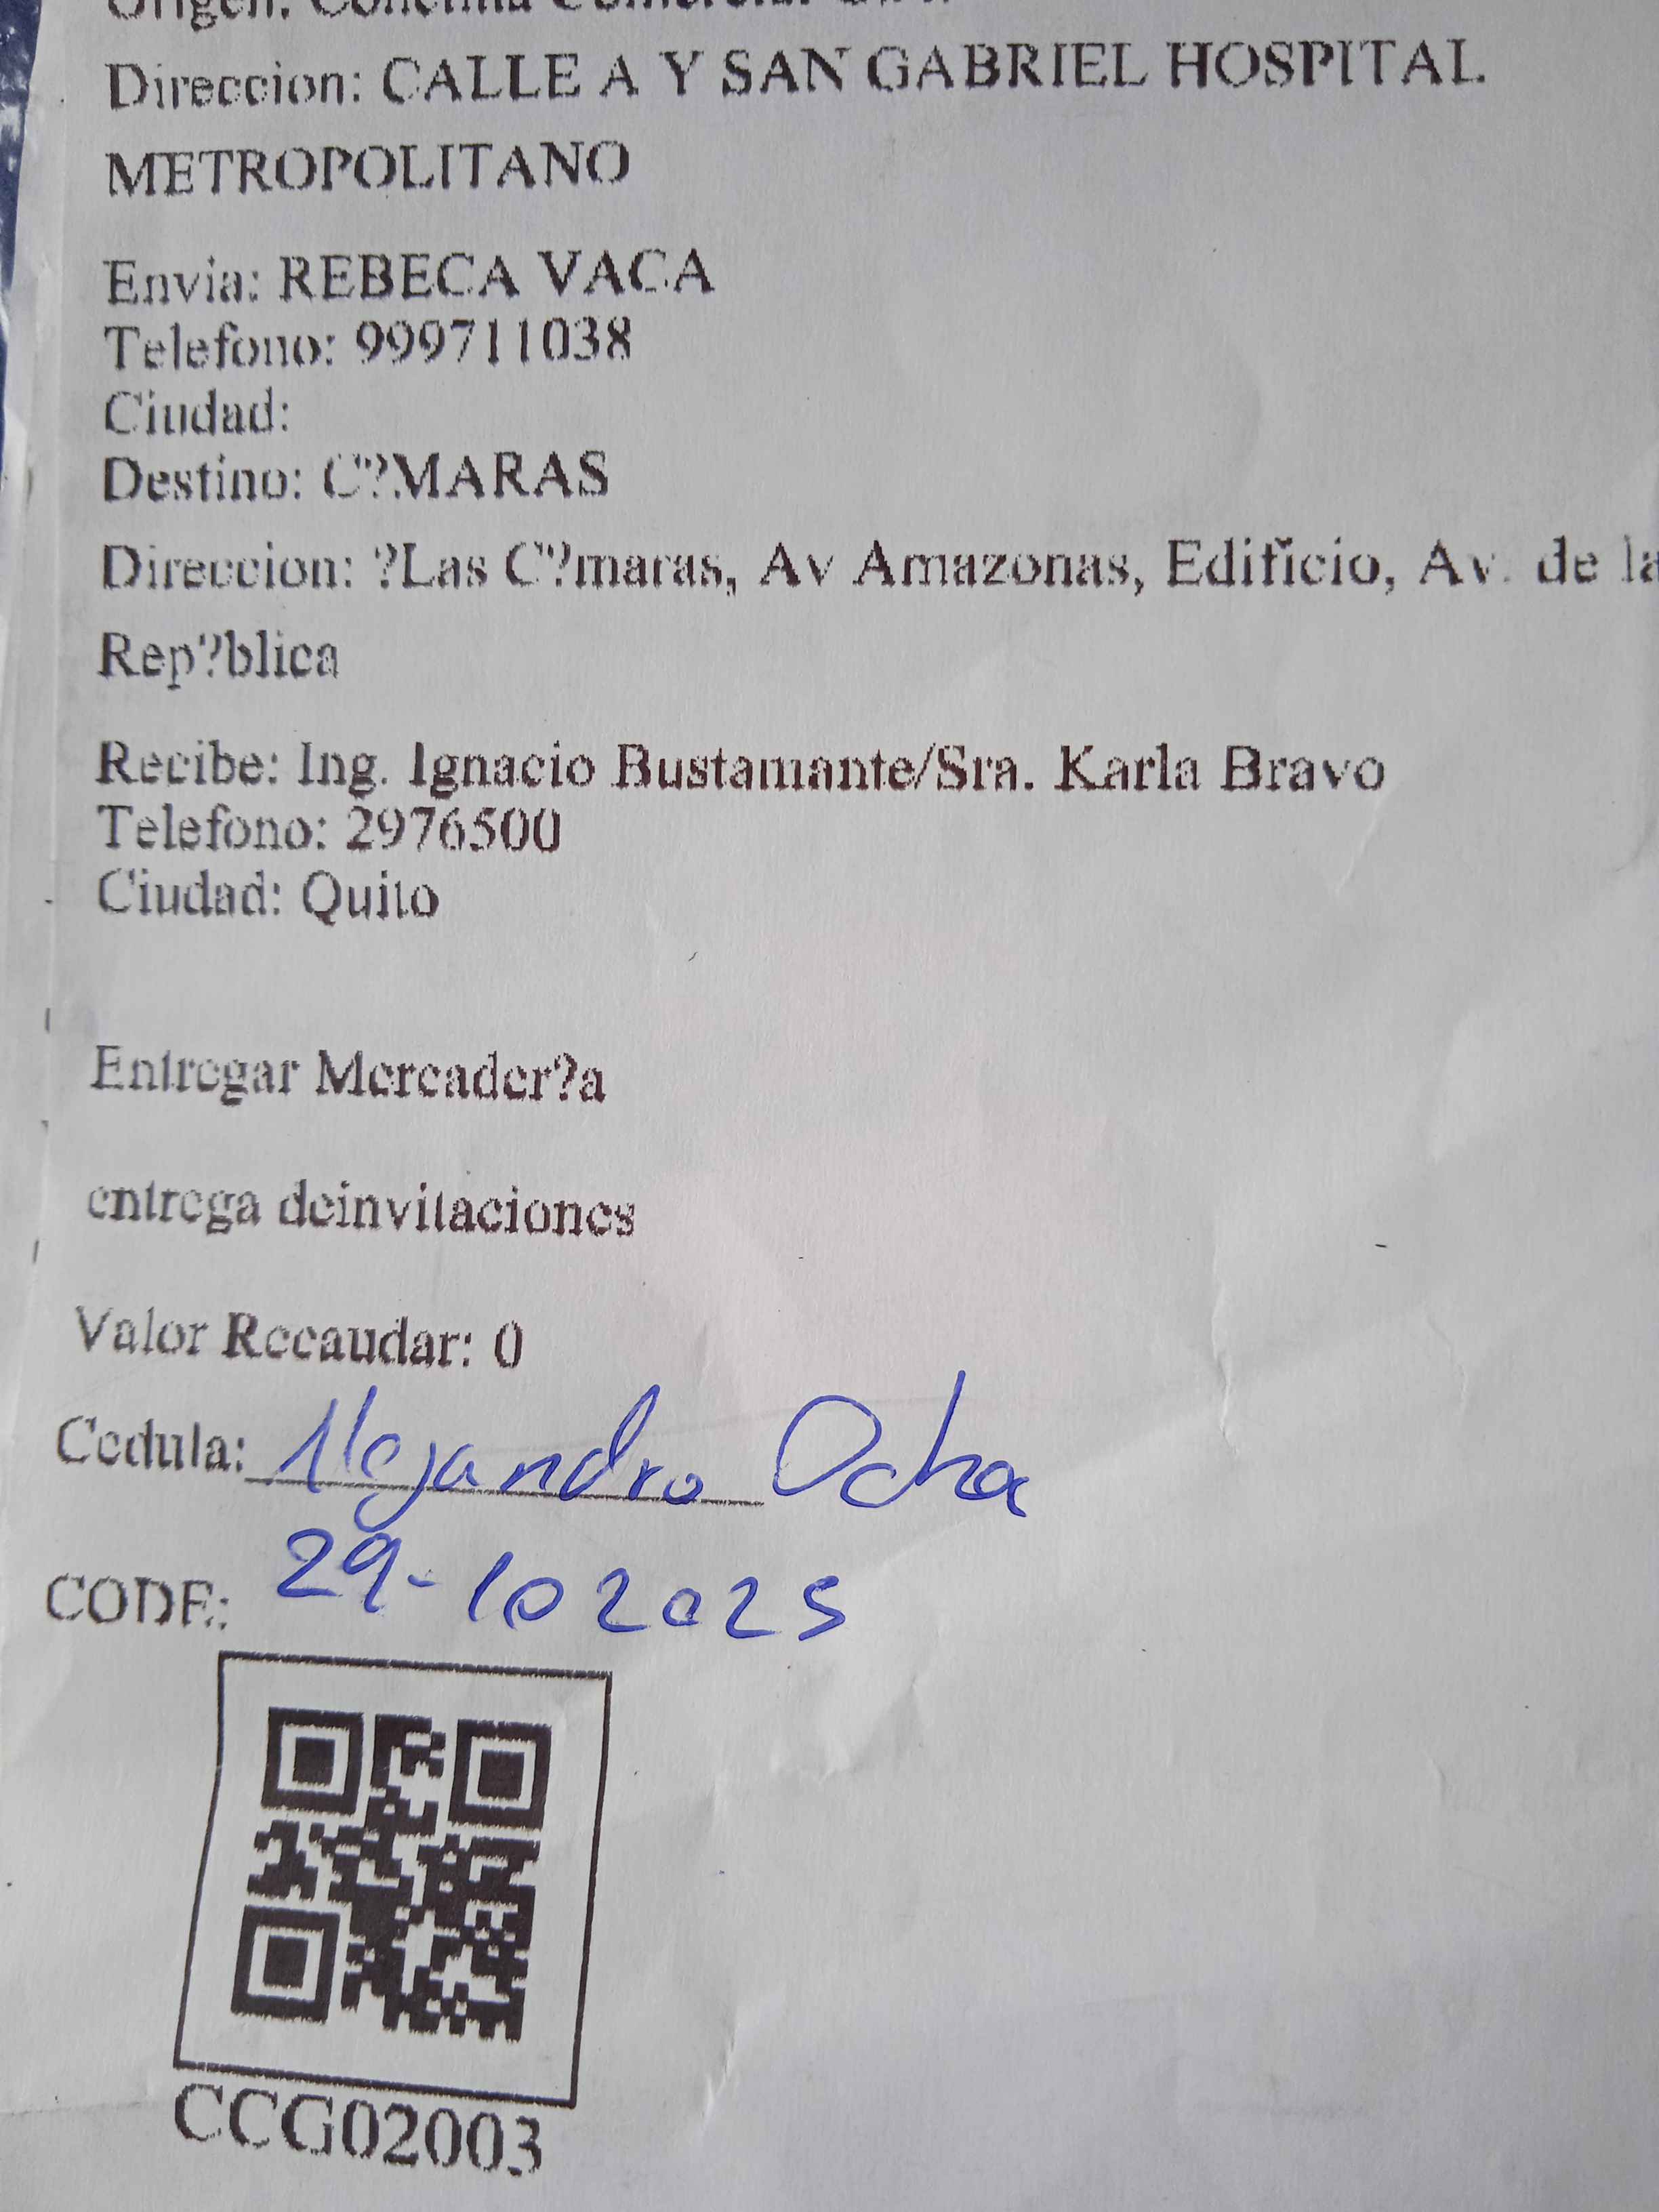 Direccion: CALLE A Y SAN GABRIEL HOSPITAL
METROPOLITANO
Envia: REBECA VACA
Telefono: 999711038
Ciudad:
Destino: C?MARAS
Direccion: ?Las C?maras, Av Amazonas, Edificio, Av. de la
Rep?blica
Recibe: Ing. Ignacio Bustamante/Sra. Karla Bravo
Telefono: 2976500
Ciudad: Quito
Entregar Mercader?a
entrega deinvitaciones
Valor Recaudar: 0
Cedula: Alejandro Ochoa
CODE: 29-10 2025
CCG02003